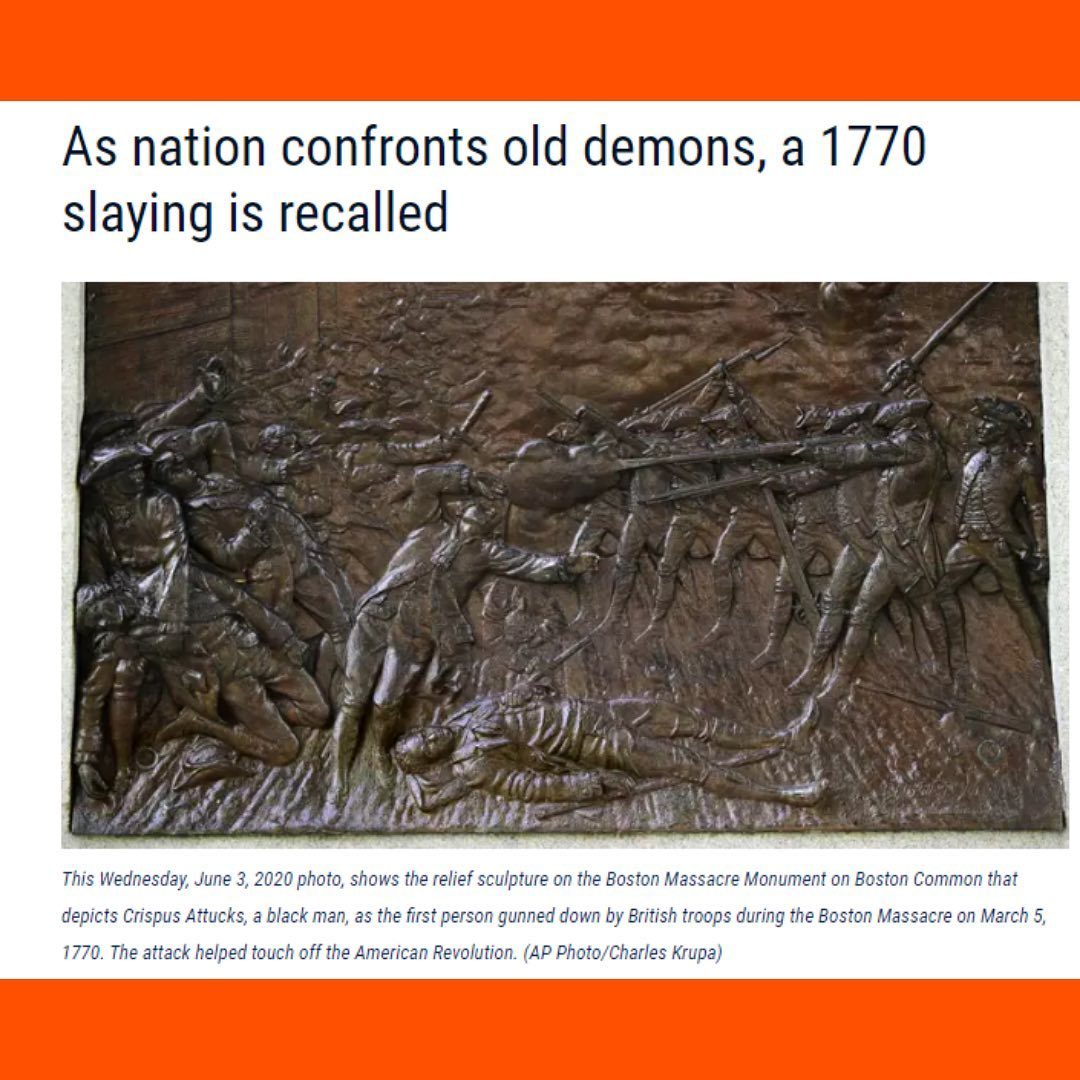 As nation confronts old demons, a 1770
slaying is recalled
This Wednesday, June 3, 2020 photo, shows the relief sculpture on the Boston Massacre Monument on Boston Common that
depicts Crispus Attucks, a black man, as the first person gunned down by British troops during the Boston Massacre on March 5,
1770. The attack helped touch off the American Revolution. (AP Photo/Charles Krupa)